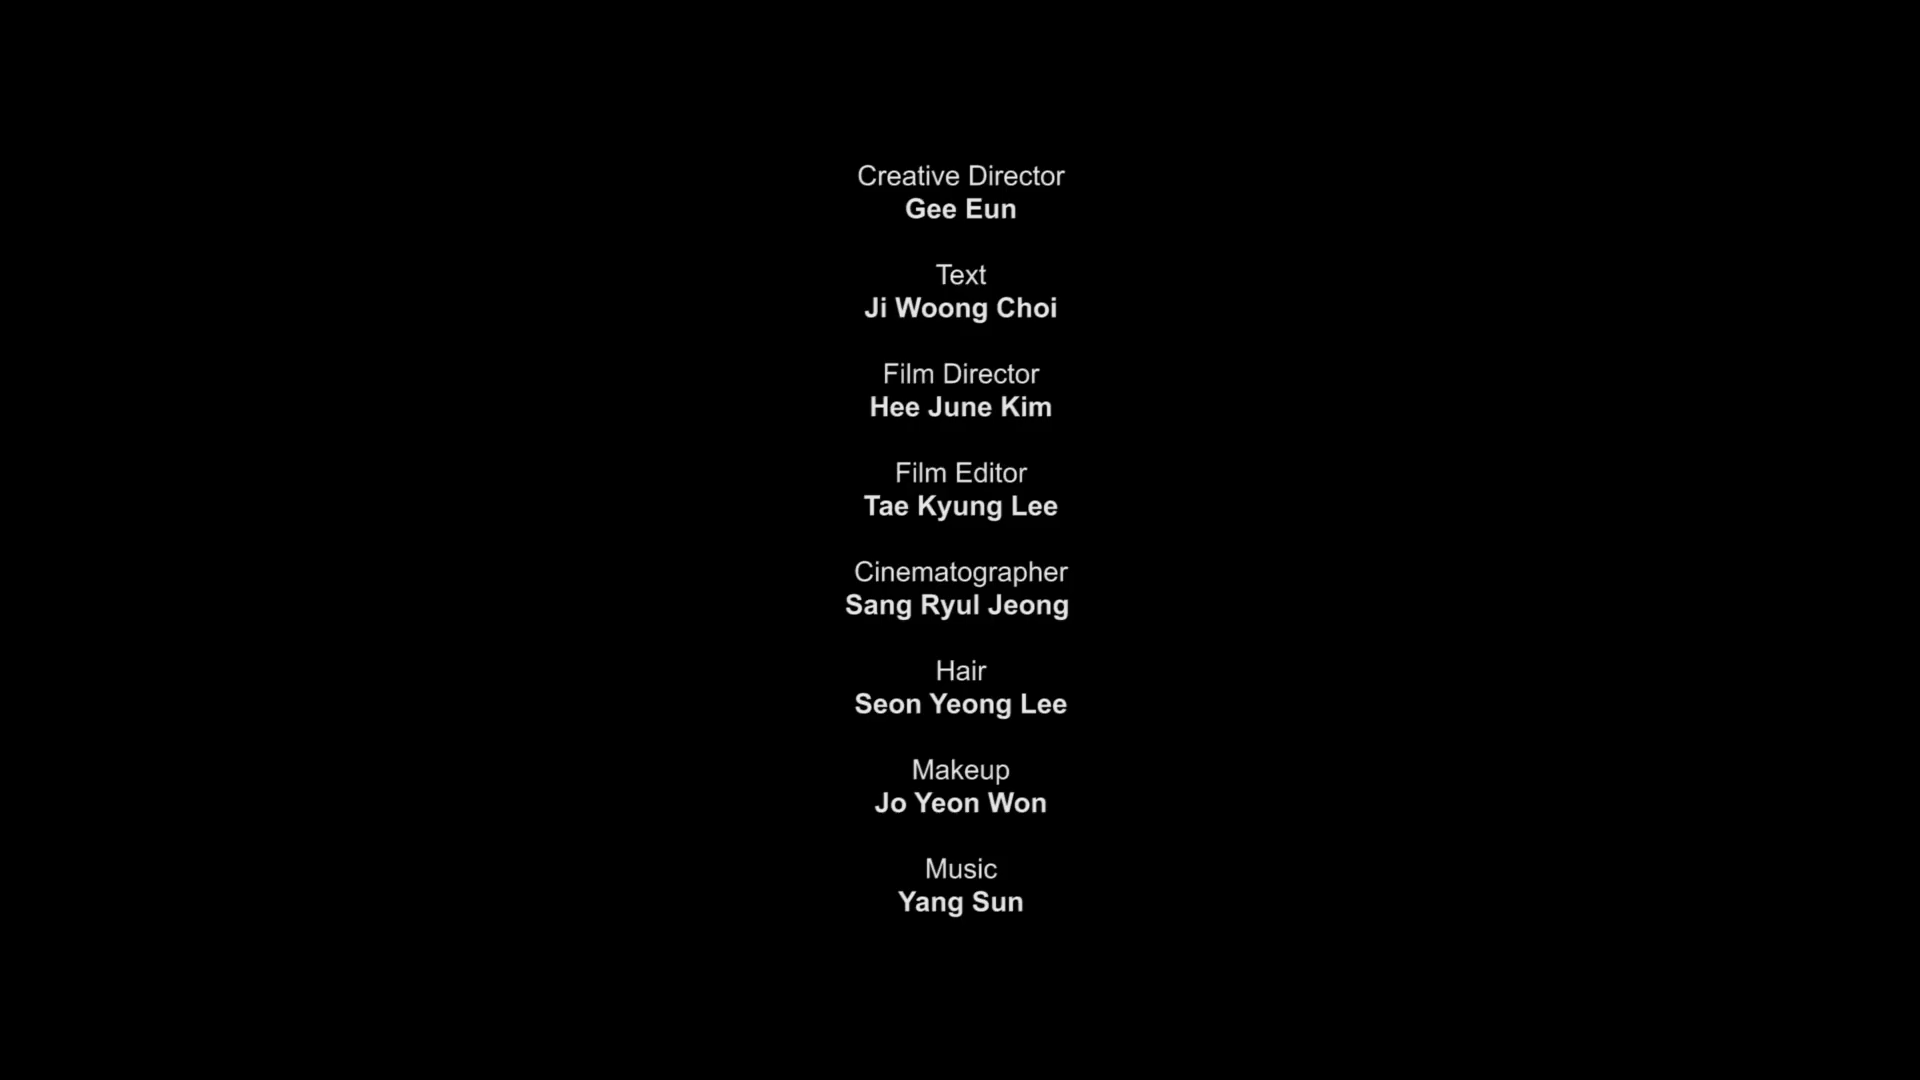 Creative Director
Gee Eun
Text
Ji Woong Choi
Film Director
Hee June Kim
Film Editor
Tae Kyung Lee
Cinematographer
Sang Ryul Jeong
Hair
Seon Yeong Lee
Makeup
Jo Yeon Won
Music
Yang Sun